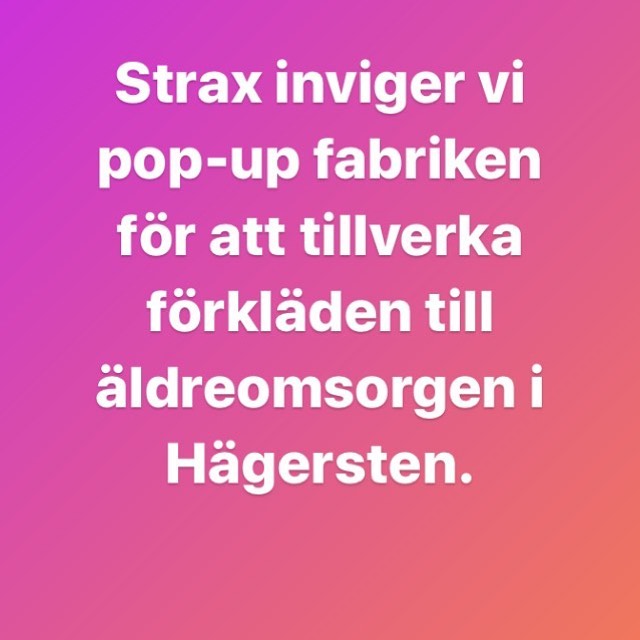 Strax inviger vi
pop-up fabriken
för att tillverka
förkläden till
äldreomsorgen i
Hägersten.